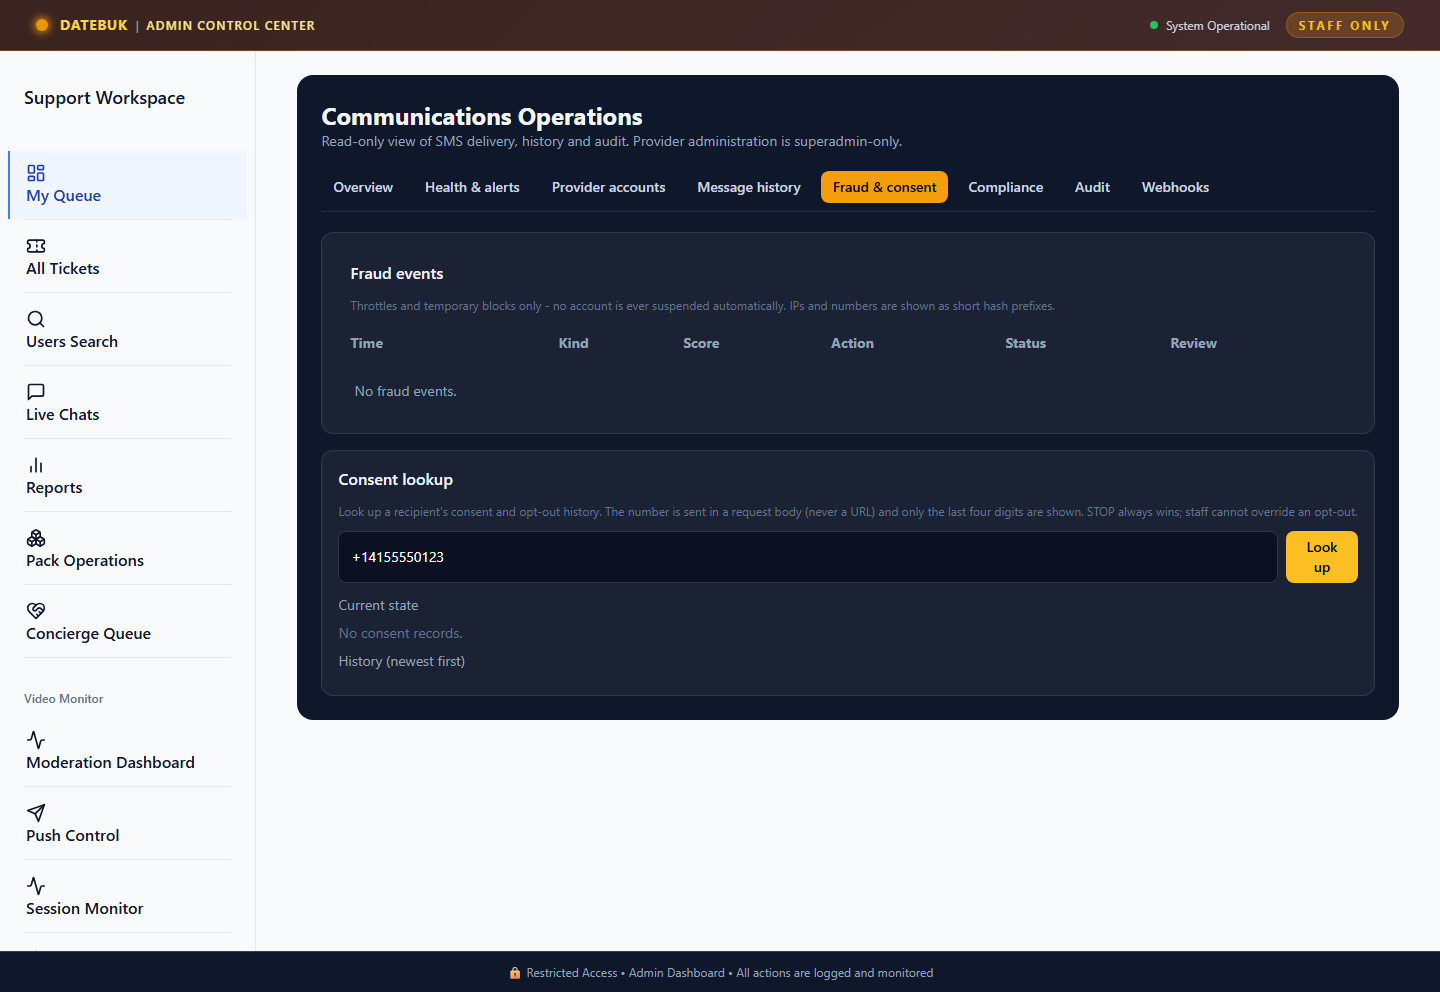 DATEBUK | ADMIN CONTROL CENTER
System Operational
STAFF ONLY
Support Workspace
My Queue
All Tickets
Users Search
Live Chats
Reports
Pack Operations
Concierge Queue
Video Monitor
Moderation Dashboard
Push Control
Session Monitor
Communications Operations
Read-only view of SMS delivery, history and audit. Provider administration is superadmin-only.
Overview Health & alerts Provider accounts Message history Fraud & consent Compliance Audit Webhooks
Fraud events
Throttles and temporary blocks only - no account is ever suspended automatically. IPs and numbers are shown as short hash prefixes.
Time Kind Score Action Status Review
No fraud events.
Consent lookup
Look up a recipient's consent and opt-out history. The number is sent in a request body (never a URL) and only the last four digits are shown. STOP always wins; staff cannot override an opt-out.
+14155550123
Look
up
Current state
No consent records.
History (newest first)
Restricted Access • Admin Dashboard • All actions are logged and monitored